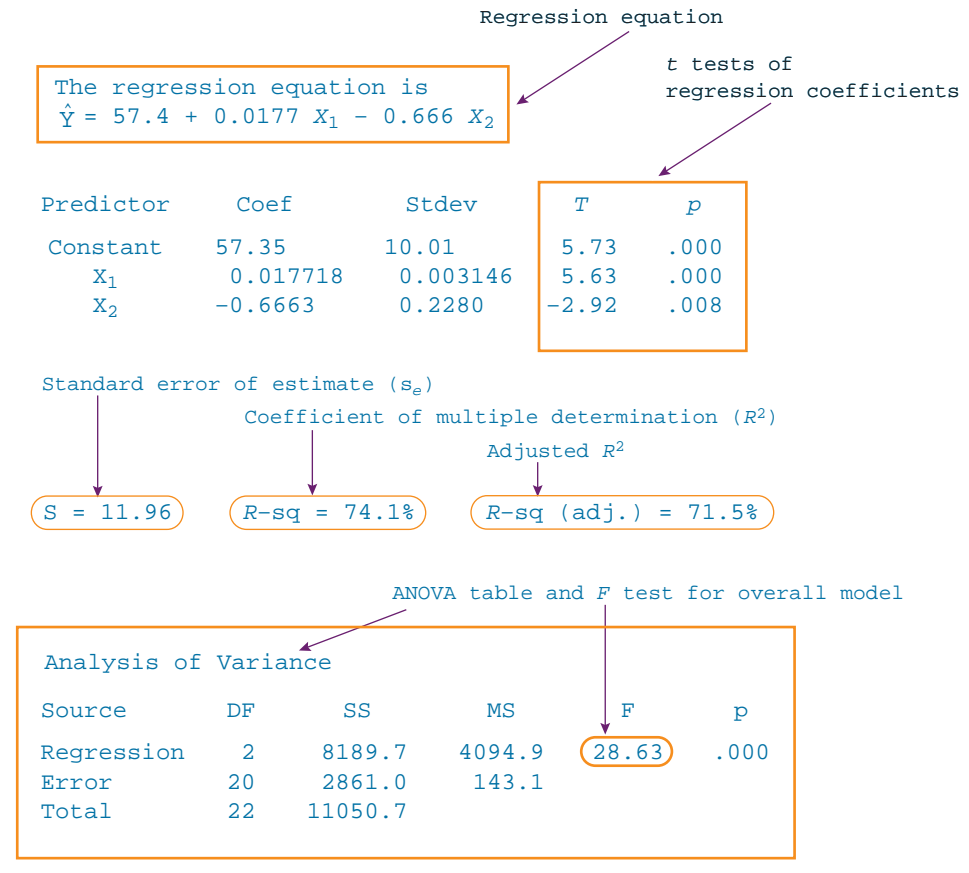 Regression equation
t tests of
regression coefficients
The regression equation is
Ŷ = 57.4 + 0.0177 X₁ − 0.666 X₂
Predictor Coef Stdev T p
Constant 57.35 10.01 5.73 .000
X₁ 0.017718 0.003146 5.63 .000
X₂ −0.6663 0.2280 −2.92 .008
Standard error of estimate (sₑ)
Coefficient of multiple determination (R²)
Adjusted R²
S = 11.96 R−sq = 74.1% R−sq (adj.) = 71.5%
ANOVA table and F test for overall model
Analysis of Variance
Source DF SS MS F p
Regression 2 8189.7 4094.9 28.63 .000
Error 20 2861.0 143.1
Total 22 11050.7